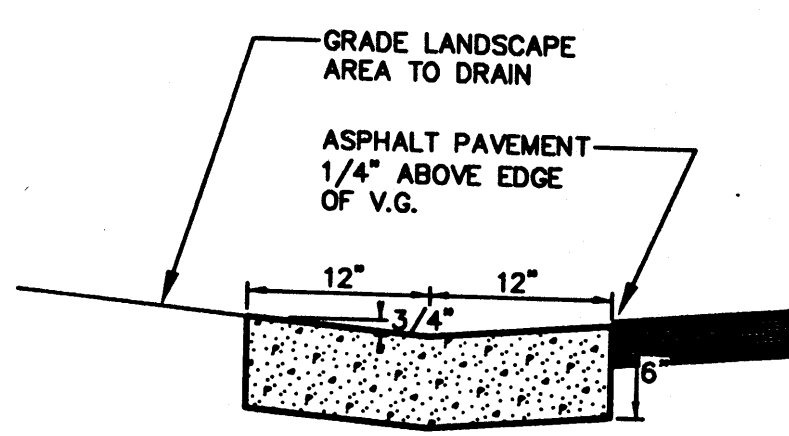 GRADE LANDSCAPE
AREA TO DRAIN
ASPHALT PAVEMENT
1/4" ABOVE EDGE
OF V.G.
12"
12"
3/4"
6"